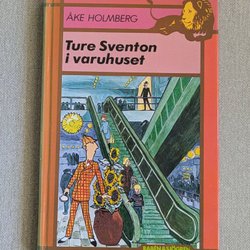 ÅKE HOLMBERG
Ture Sventon
i varuhuset